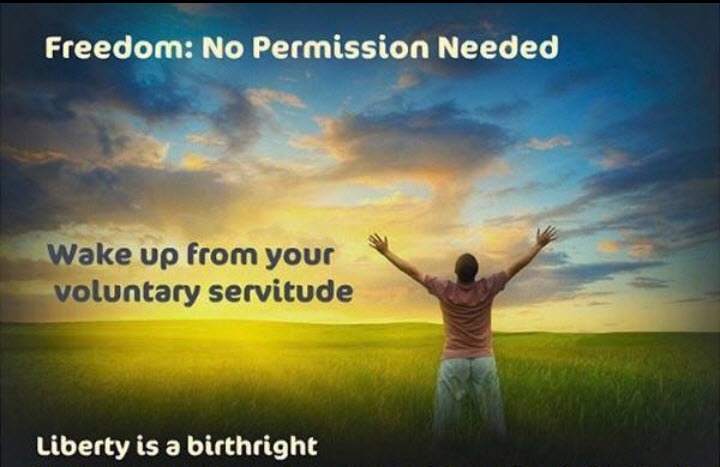 Freedom: No Permission Needed
Wake up from your
voluntary servitude
Liberty is a birthright